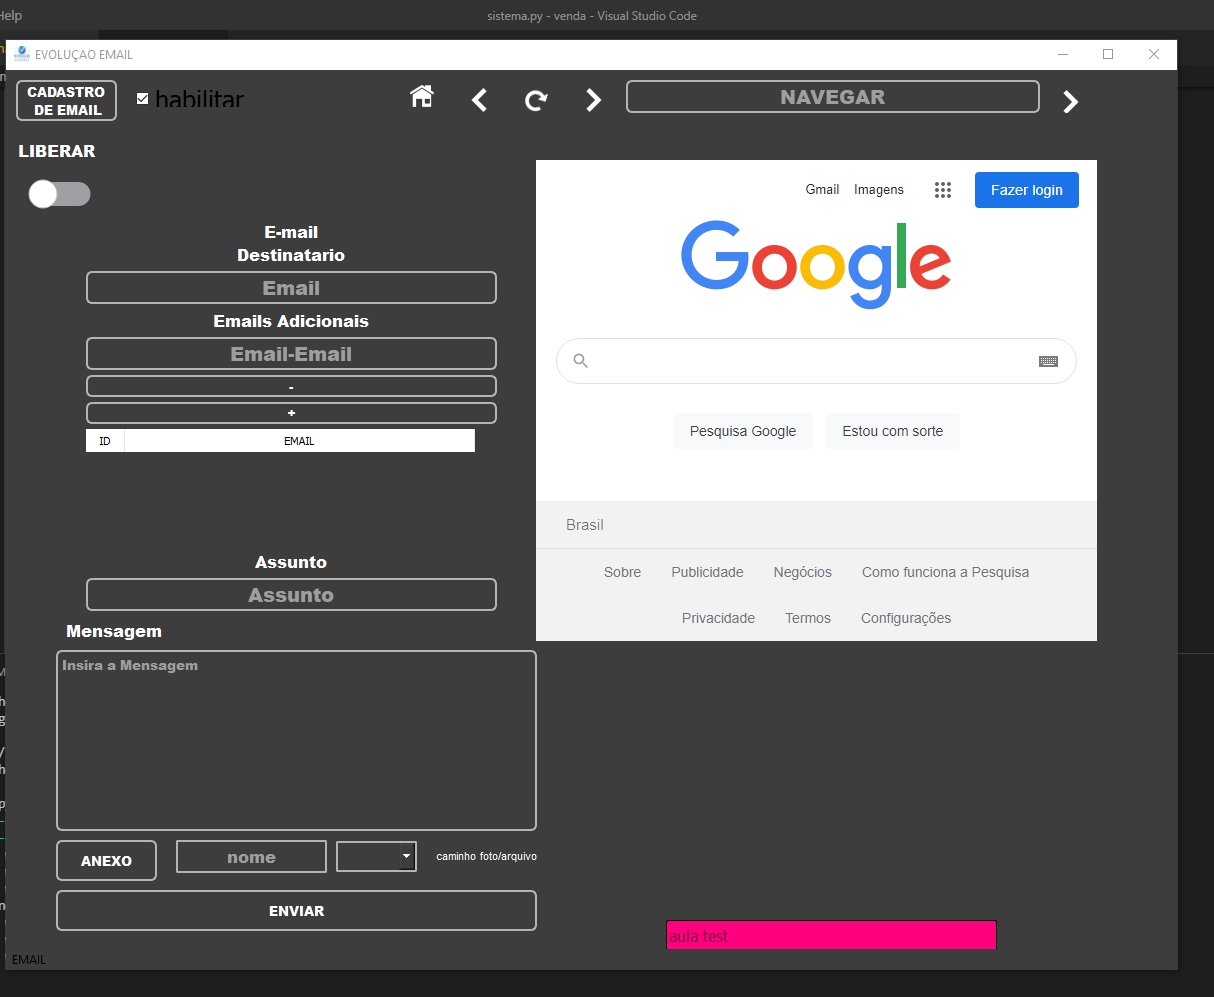 Help
sistema.py - venda - Visual Studio Code
EVOLUÇAO EMAIL
CADASTRO
DE EMAIL
habilitar
NAVEGAR
LIBERAR
E-mail
Destinatario
Email
Emails Adicionais
Email-Email
-
+
ID EMAIL
Assunto
Assunto
Mensagem
Insira a Mensagem
ANEXO nome caminho foto/arquivo
ENVIAR
EMAIL
Gmail Imagens Fazer login
Google
Pesquisa Google Estou com sorte
Brasil
Sobre Publicidade Negócios Como funciona a Pesquisa
Privacidade Termos Configurações
aula test